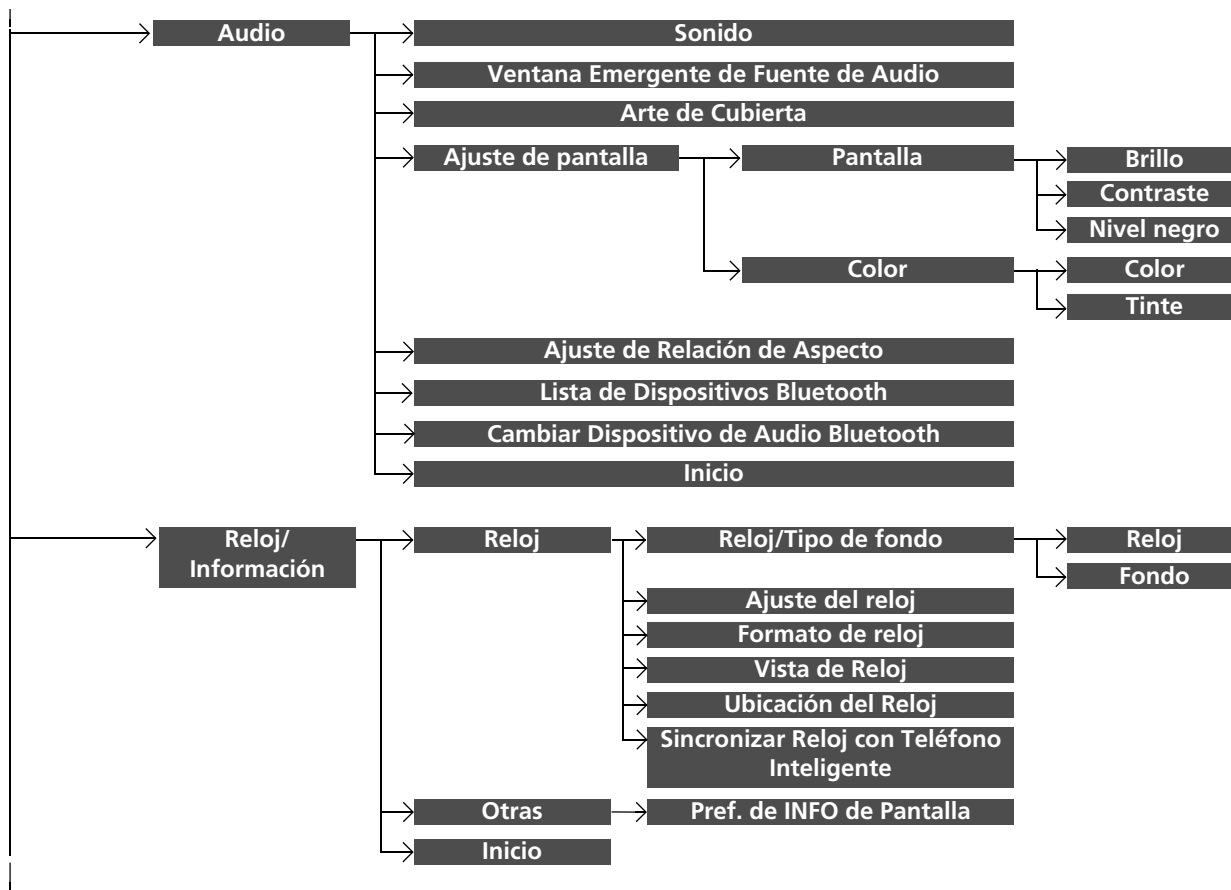 Audio
Sonido
Ventana Emergente de Fuente de Audio
Arte de Cubierta
Ajuste de pantalla
Pantalla
Brillo
Contraste
Nivel negro
Color
Color
Tinte
Ajuste de Relación de Aspecto
Lista de Dispositivos Bluetooth
Cambiar Dispositivo de Audio Bluetooth
Inicio
Reloj/
Información
Reloj
Reloj/Tipo de fondo
Reloj
Fondo
Ajuste del reloj
Formato de reloj
Vista de Reloj
Ubicación del Reloj
Sincronizar Reloj con Teléfono
Inteligente
Otras
Pref. de INFO de Pantalla
Inicio